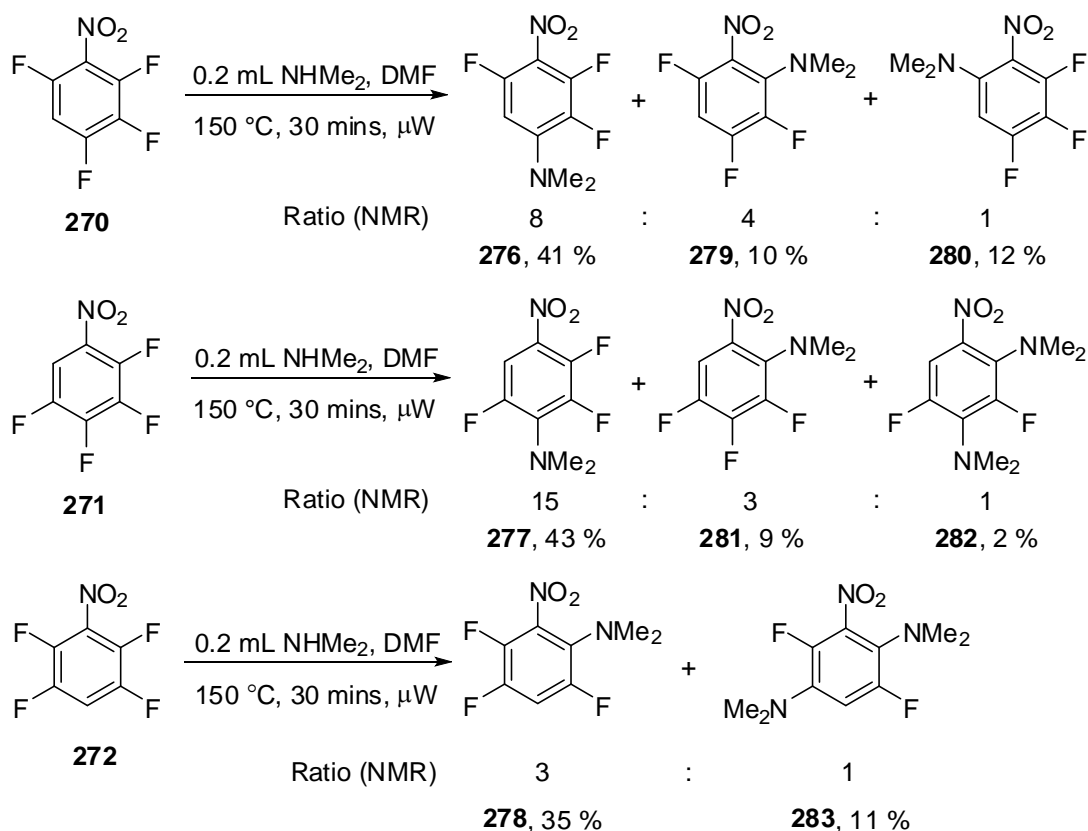 NO₂ NO₂ NO₂ NO₂
F F 0.2 mL NHMe₂, DMF F F F NMe₂ Me₂N F
+ +
F 150 °C, 30 mins, μW F F F
F NMe₂ F F
270 Ratio (NMR) 8 : 4 : 1
276, 41 % 279, 10 % 280, 12 %
NO₂ NO₂ NO₂ NO₂
F 0.2 mL NHMe₂, DMF F NMe₂ NMe₂
+ +
F F 150 °C, 30 mins, μW F F F F F F
F NMe₂ F NMe₂
271 Ratio (NMR) 15 : 3 : 1
277, 43 % 281, 9 % 282, 2 %
NO₂ NO₂ NO₂
F F 0.2 mL NHMe₂, DMF F NMe₂ F NMe₂
+
F F 150 °C, 30 mins, μW F F Me₂N F
272 Ratio (NMR) 3 : 1
278, 35 % 283, 11 %